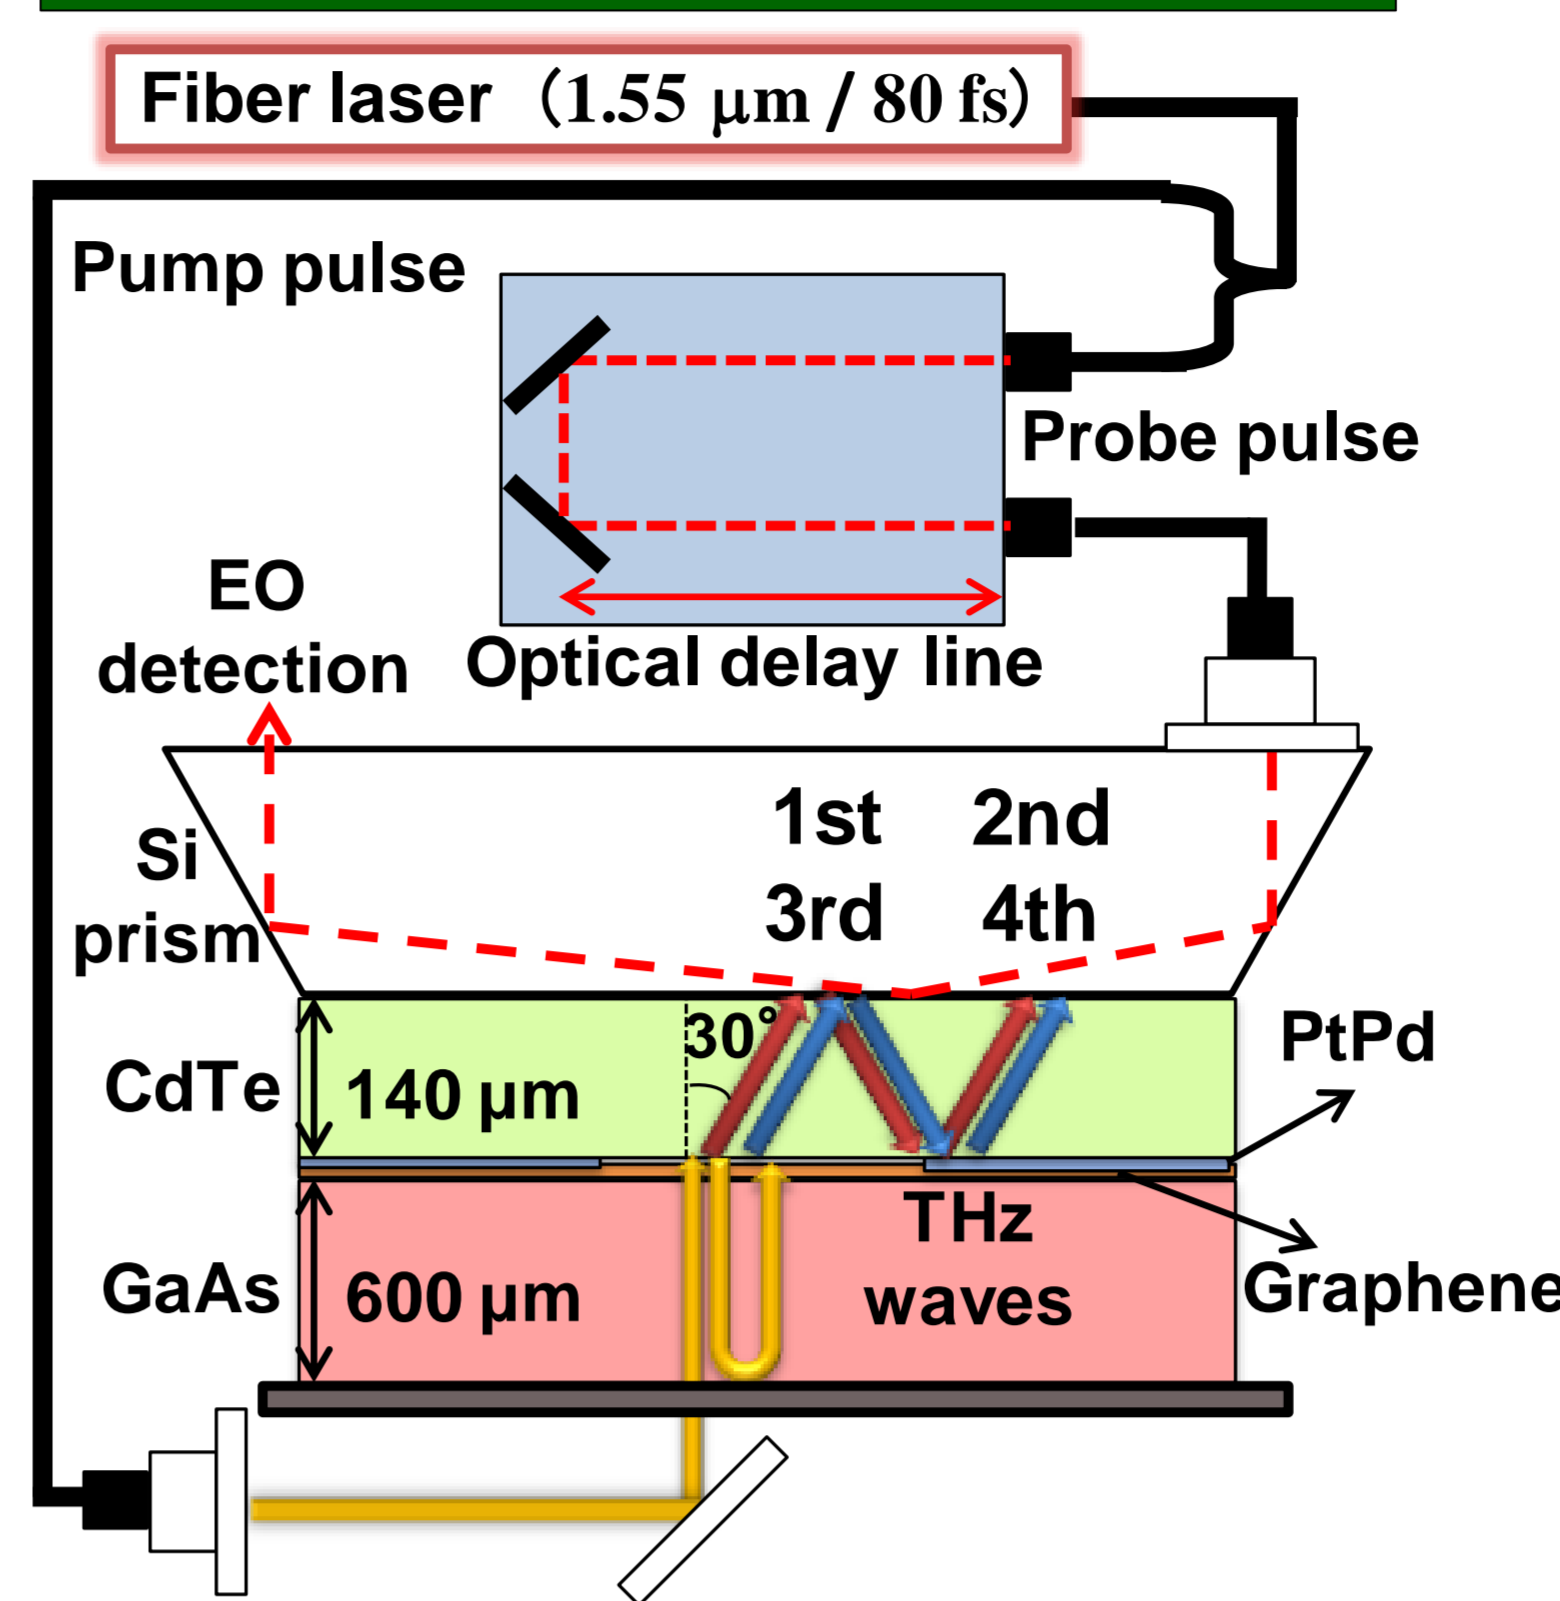 Fiber laser（1.55 μm / 80 fs）
Pump pulse
Probe pulse
EO
detection
Optical delay line
1st 2nd
3rd 4th
Si
prism
30°
PtPd
CdTe
140 μm
THz
waves
GaAs
600 μm
Graphene